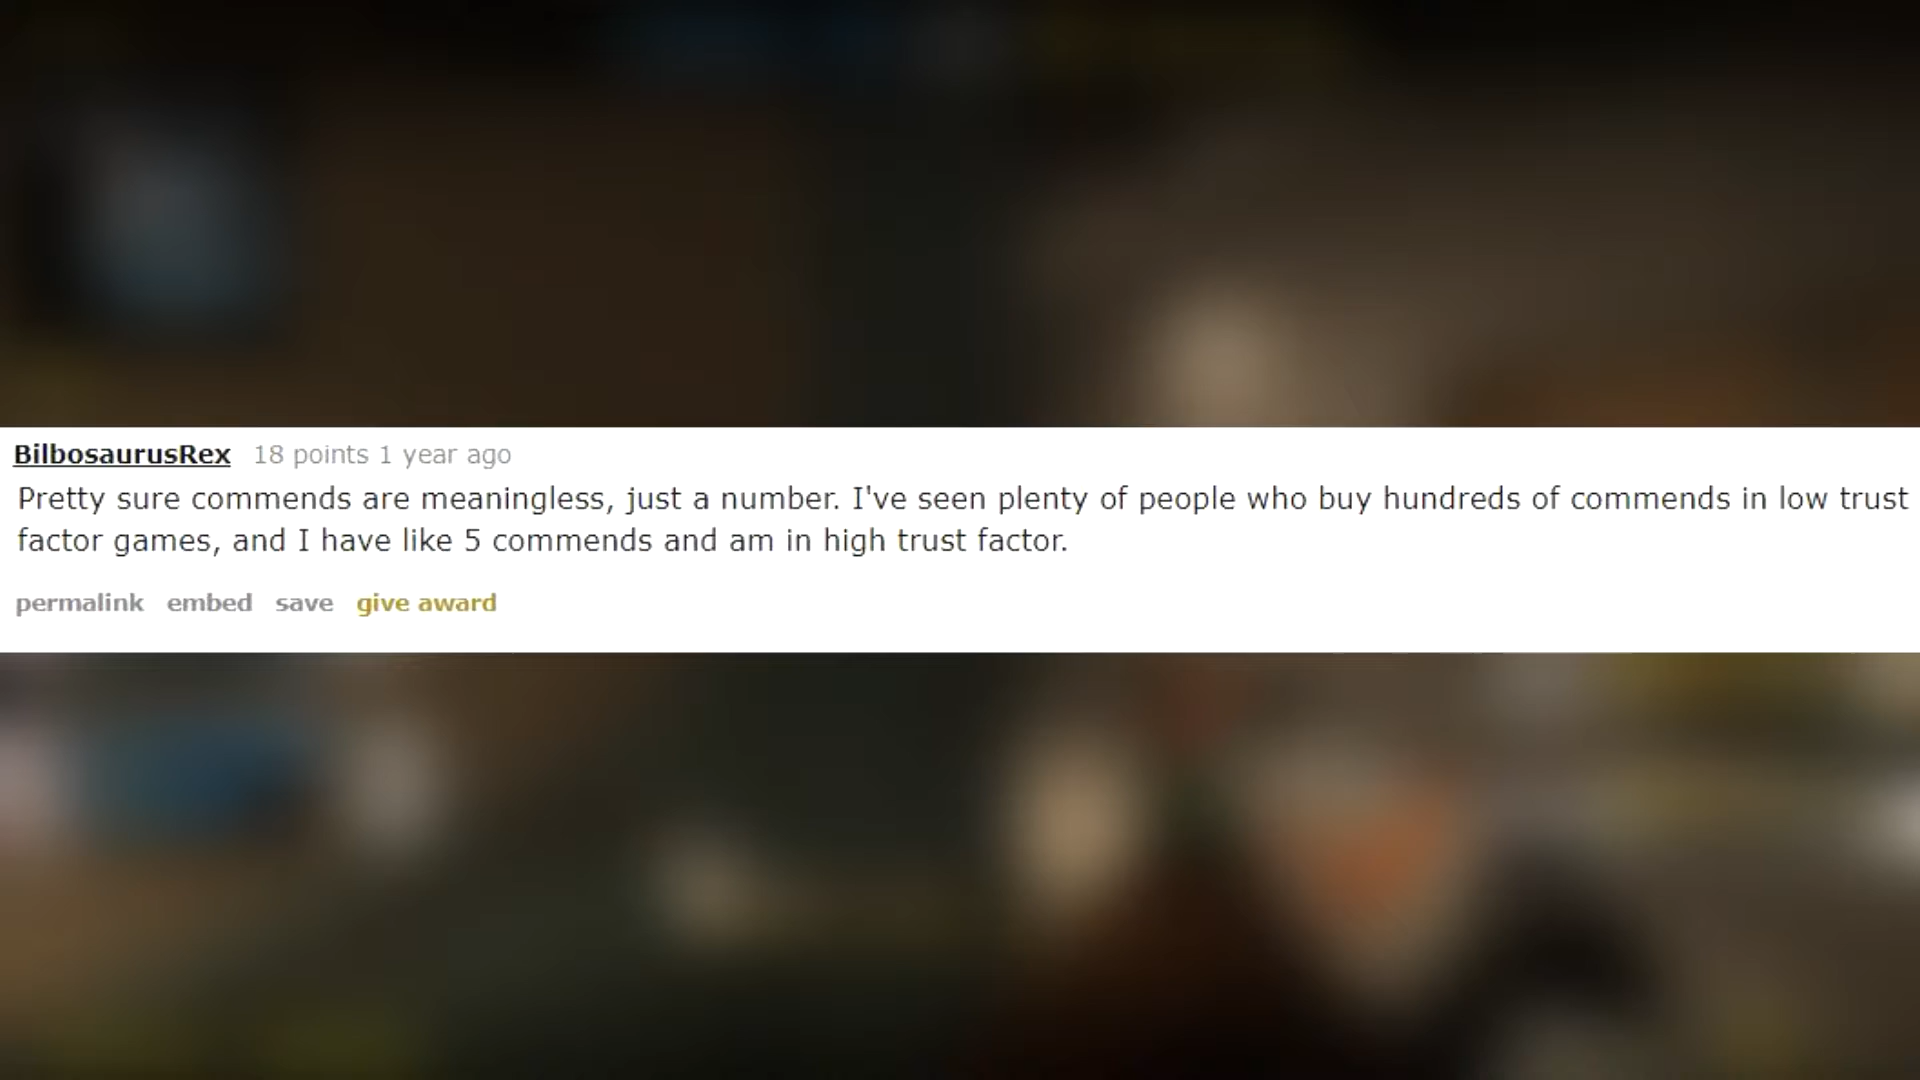 BilbosaurusRex 18 points 1 year ago
Pretty sure commends are meaningless, just a number. I've seen plenty of people who buy hundreds of commends in low trust
factor games, and I have like 5 commends and am in high trust factor.
permalink embed save give award